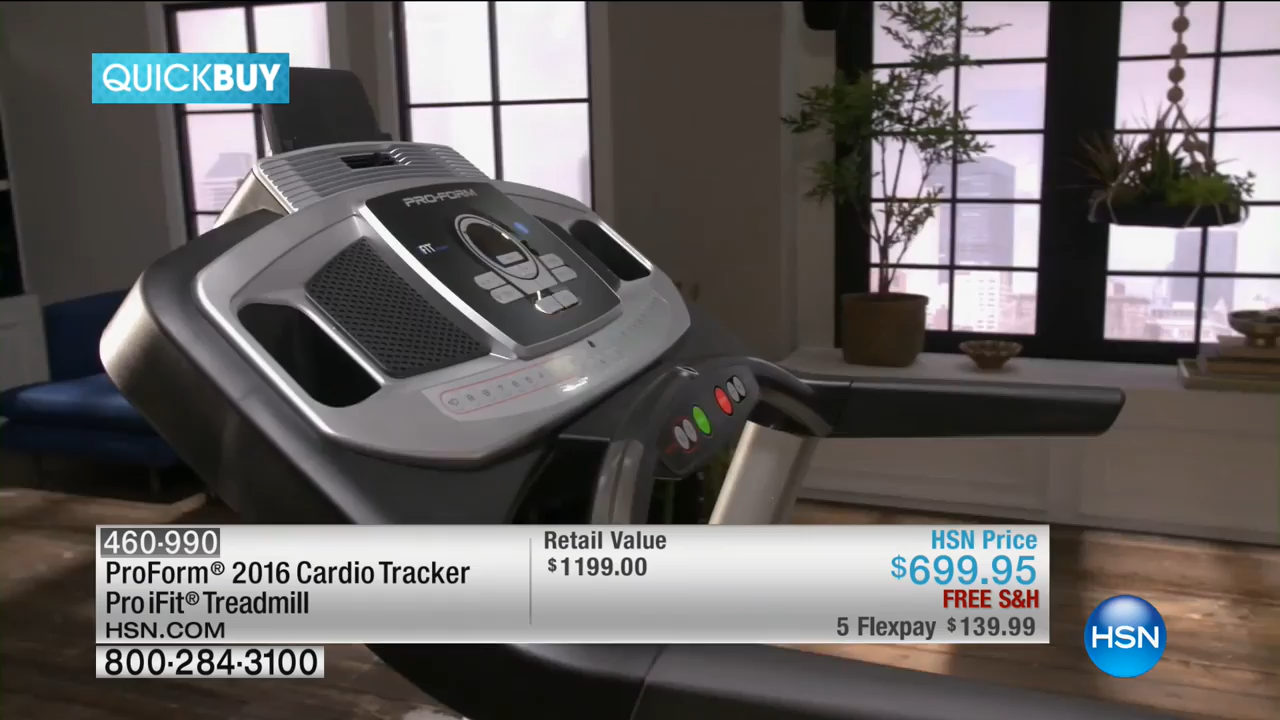 QUICKBUY
PRO-FORM
iFIT
460-990
ProForm® 2016 Cardio Tracker
Pro iFit® Treadmill
HSN.COM
800-284-3100
Retail Value
$1199.00
HSN Price
$699.95
FREE S&H
5 Flexpay $139.99
HSN